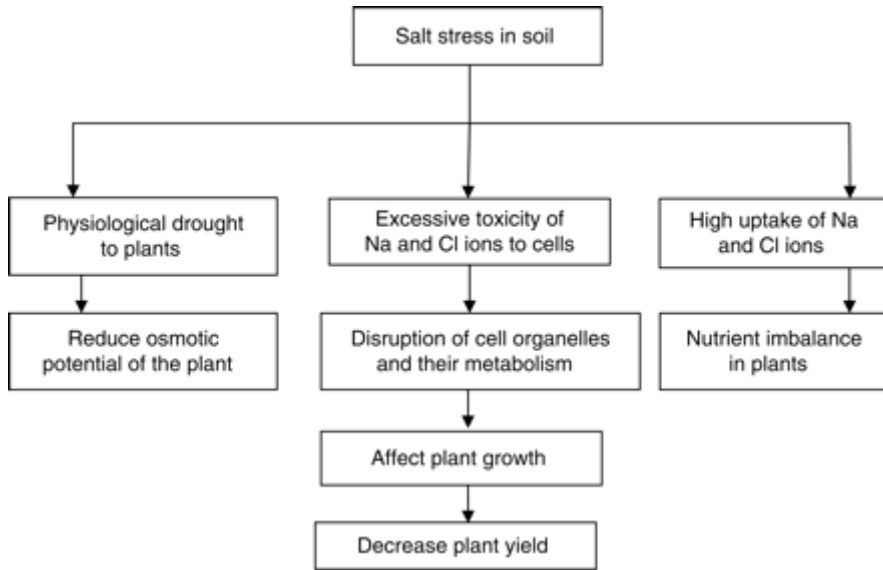 Salt stress in soil
Physiological drought
to plants
Excessive toxicity of
Na and Cl ions to cells
High uptake of Na
and Cl ions
Reduce osmotic
potential of the plant
Disruption of cell organelles
and their metabolism
Nutrient imbalance
in plants
Affect plant growth
Decrease plant yield